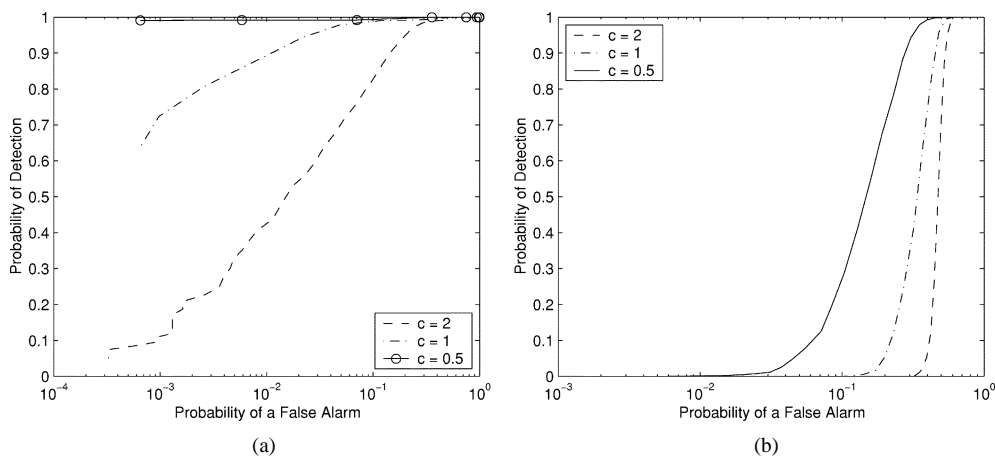 1
0.9
0.8
0.7
0.6
0.5
0.4
0.3
0.2
0.1
0
Probability of Detection
c = 2
c = 1
c = 0.5
10⁻⁴ 10⁻³ 10⁻² 10⁻¹ 10⁰
Probability of a False Alarm
(a)
1
0.9
0.8
0.7
0.6
0.5
0.4
0.3
0.2
0.1
0
Probability of Detection
c = 2
c = 1
c = 0.5
10⁻³ 10⁻² 10⁻¹ 10⁰
Probability of a False Alarm
(b)